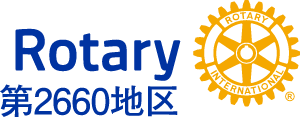 Rotary
第2660地区
ROTARY
INTERNATIONAL
®